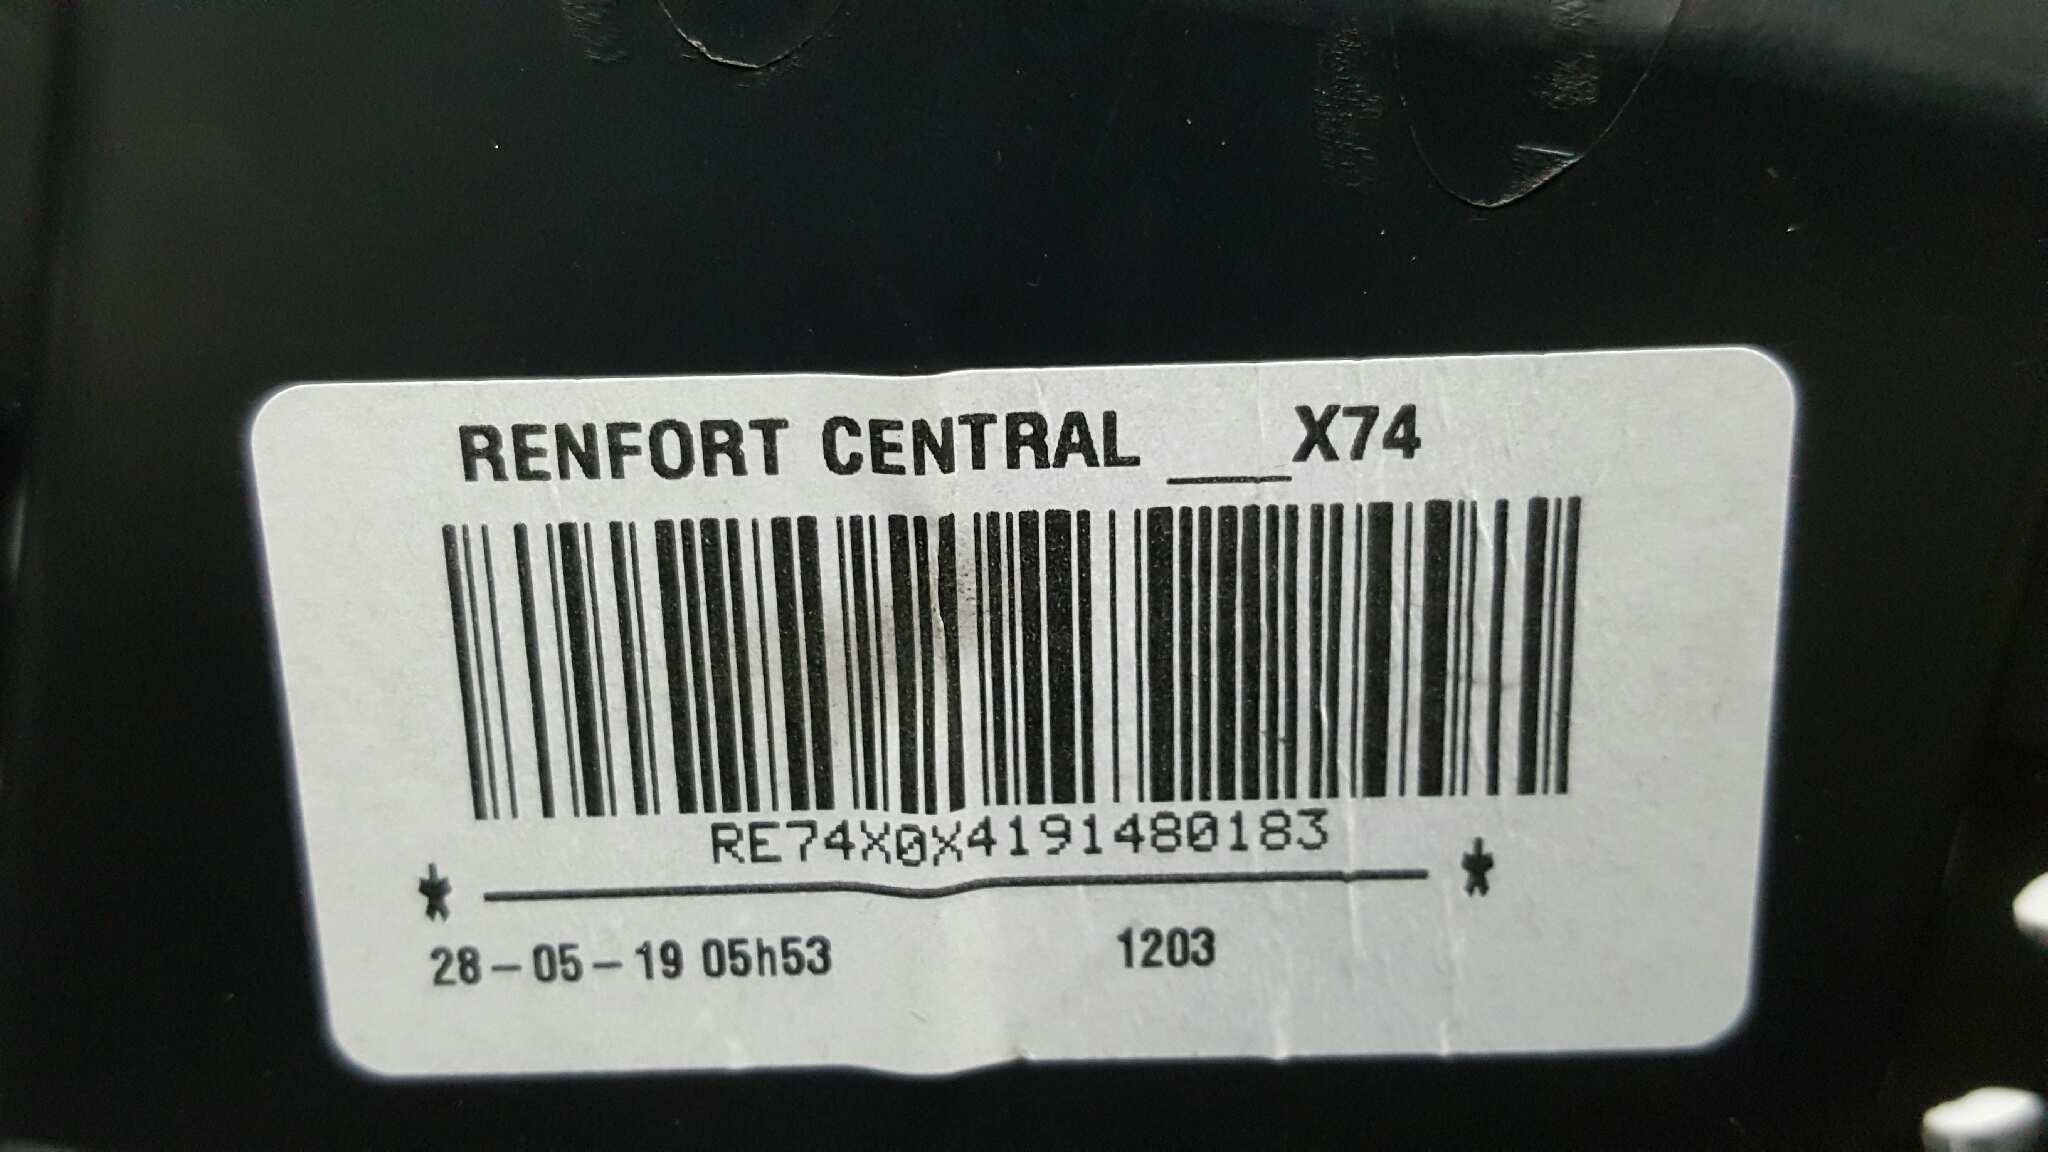 RENFORT CENTRAL ___X74
RE74X0X4191480183
* *
28-05-19 05h53 1203